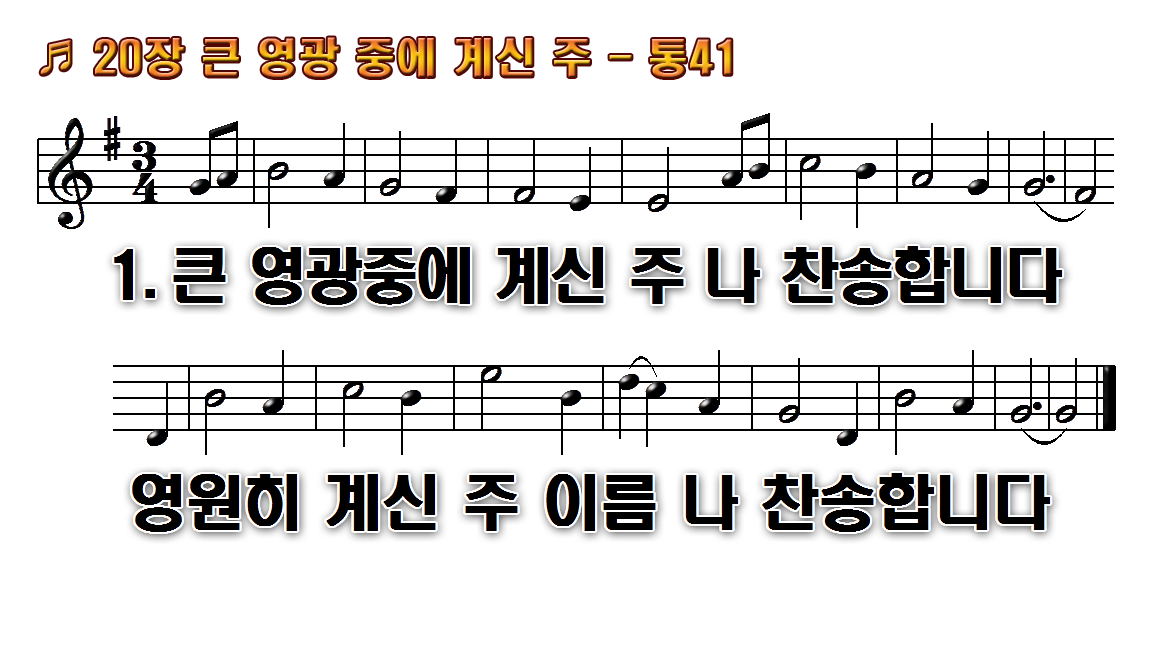 ♬ 20장 큰 영광 중에 계신 주 - 통41
3
4
1. 큰 영광중에 계신 주 나 찬송합니다
영원히 계신 주 이름 나 찬송합니다